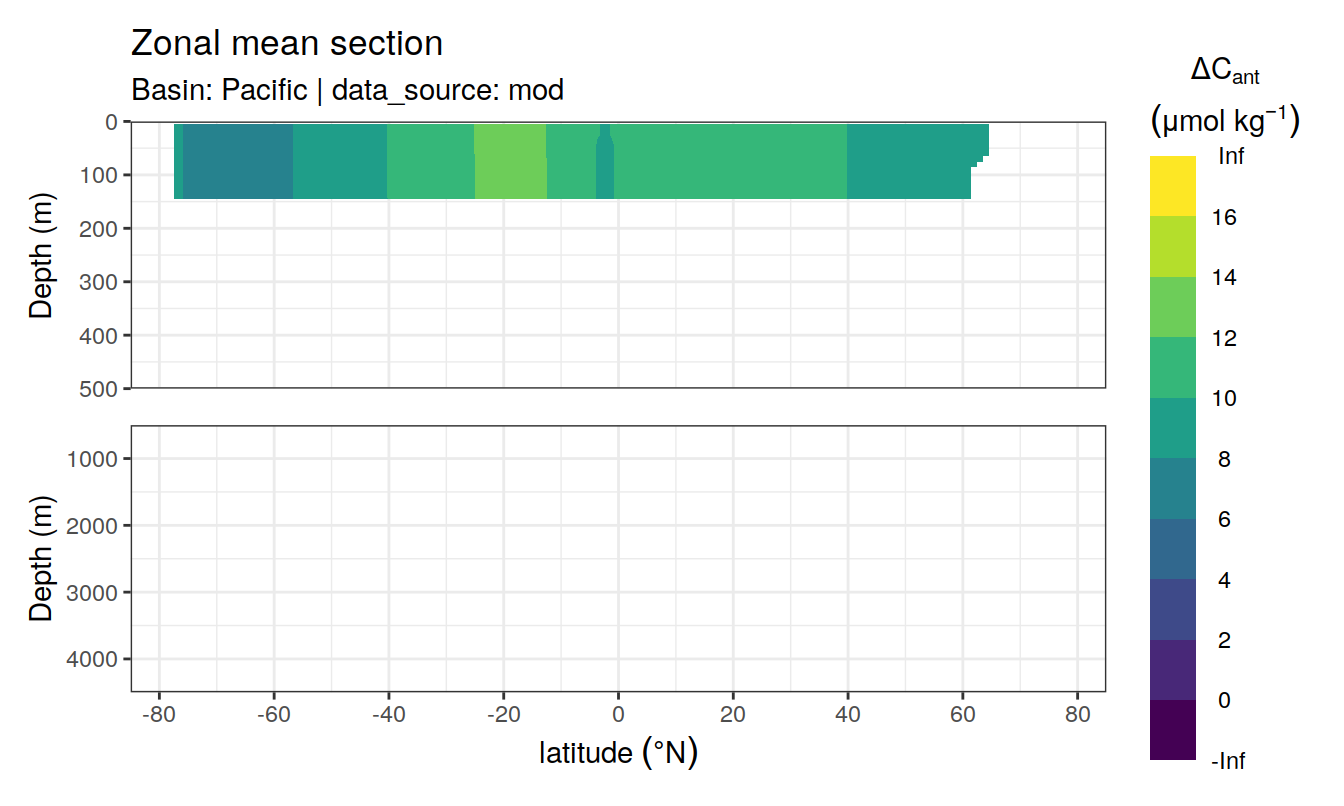 Zonal mean section
Basin: Pacific | data_source: mod
0
100
200
300
400
500
Depth (m)
1000
2000
3000
4000
Depth (m)
-80 -60 -40 -20 0 20 40 60 80
latitude (°N)
ΔCant
(μmol kg−1)
Inf
16
14
12
10
8
6
4
2
0
-Inf